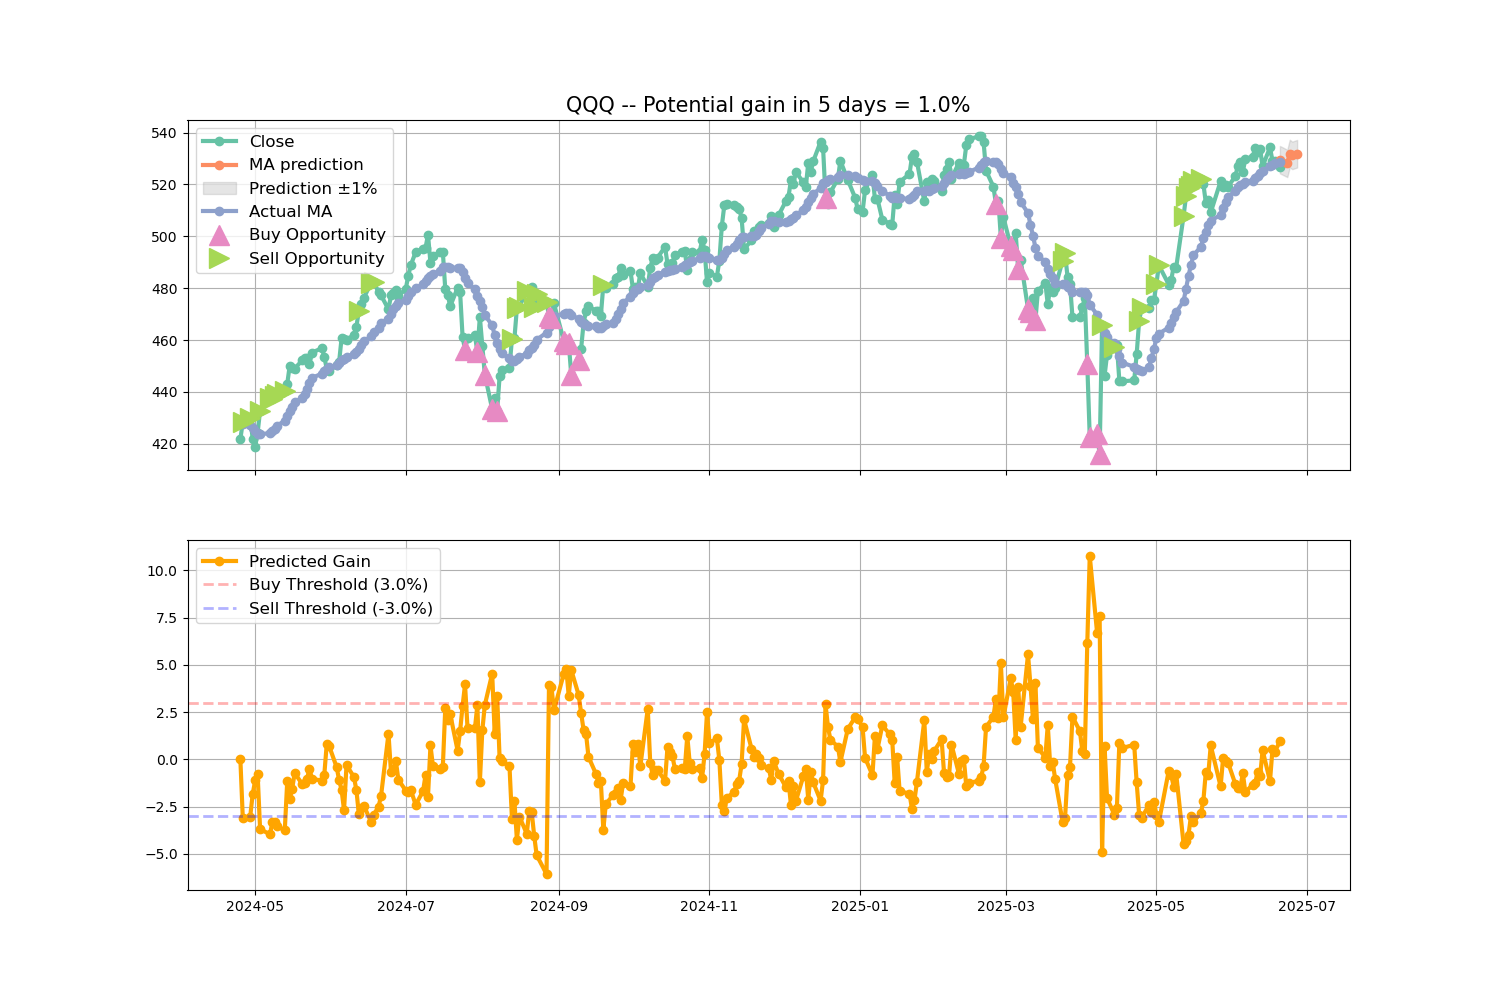 QQQ -- Potential gain in 5 days = 1.0%
540
520
500
480
460
440
420
Close
MA prediction
Prediction ±1%
Actual MA
Buy Opportunity
Sell Opportunity
10.0
7.5
5.0
2.5
0.0
−2.5
−5.0
Predicted Gain
Buy Threshold (3.0%)
Sell Threshold (-3.0%)
2024-05
2024-07
2024-09
2024-11
2025-01
2025-03
2025-05
2025-07